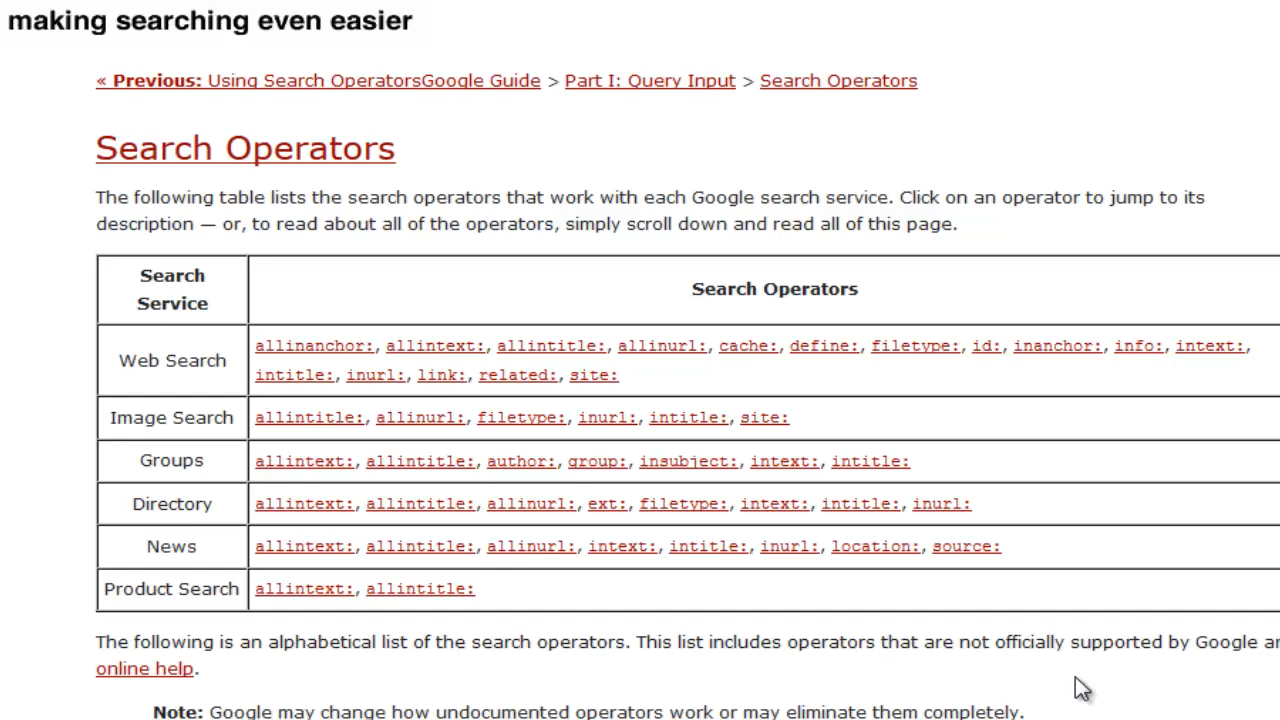 making searching even easier
« Previous: Using Search OperatorsGoogle Guide > Part I: Query Input > Search Operators
Search Operators
The following table lists the search operators that work with each Google search service. Click on an operator to jump to its
description — or, to read about all of the operators, simply scroll down and read all of this page.
Search Service
Search Operators
Web Search
allinanchor:, allintext:, allintitle:, allinurl:, cache:, define:, filetype:, id:, inanchor:, info:, intext:,
intitle:, inurl:, link:, related:, site:
Image Search
allintitle:, allinurl:, filetype:, inurl:, intitle:, site:
Groups
allintext:, allintitle:, author:, group:, insubject:, intext:, intitle:
Directory
allintext:, allintitle:, allinurl:, ext:, filetype:, intext:, intitle:, inurl:
News
allintext:, allintitle:, allinurl:, intext:, intitle:, inurl:, location:, source:
Product Search
allintext:, allintitle:
The following is an alphabetical list of the search operators. This list includes operators that are not officially supported by Google
online help.
Note: Google may change how undocumented operators work or may eliminate them completely.